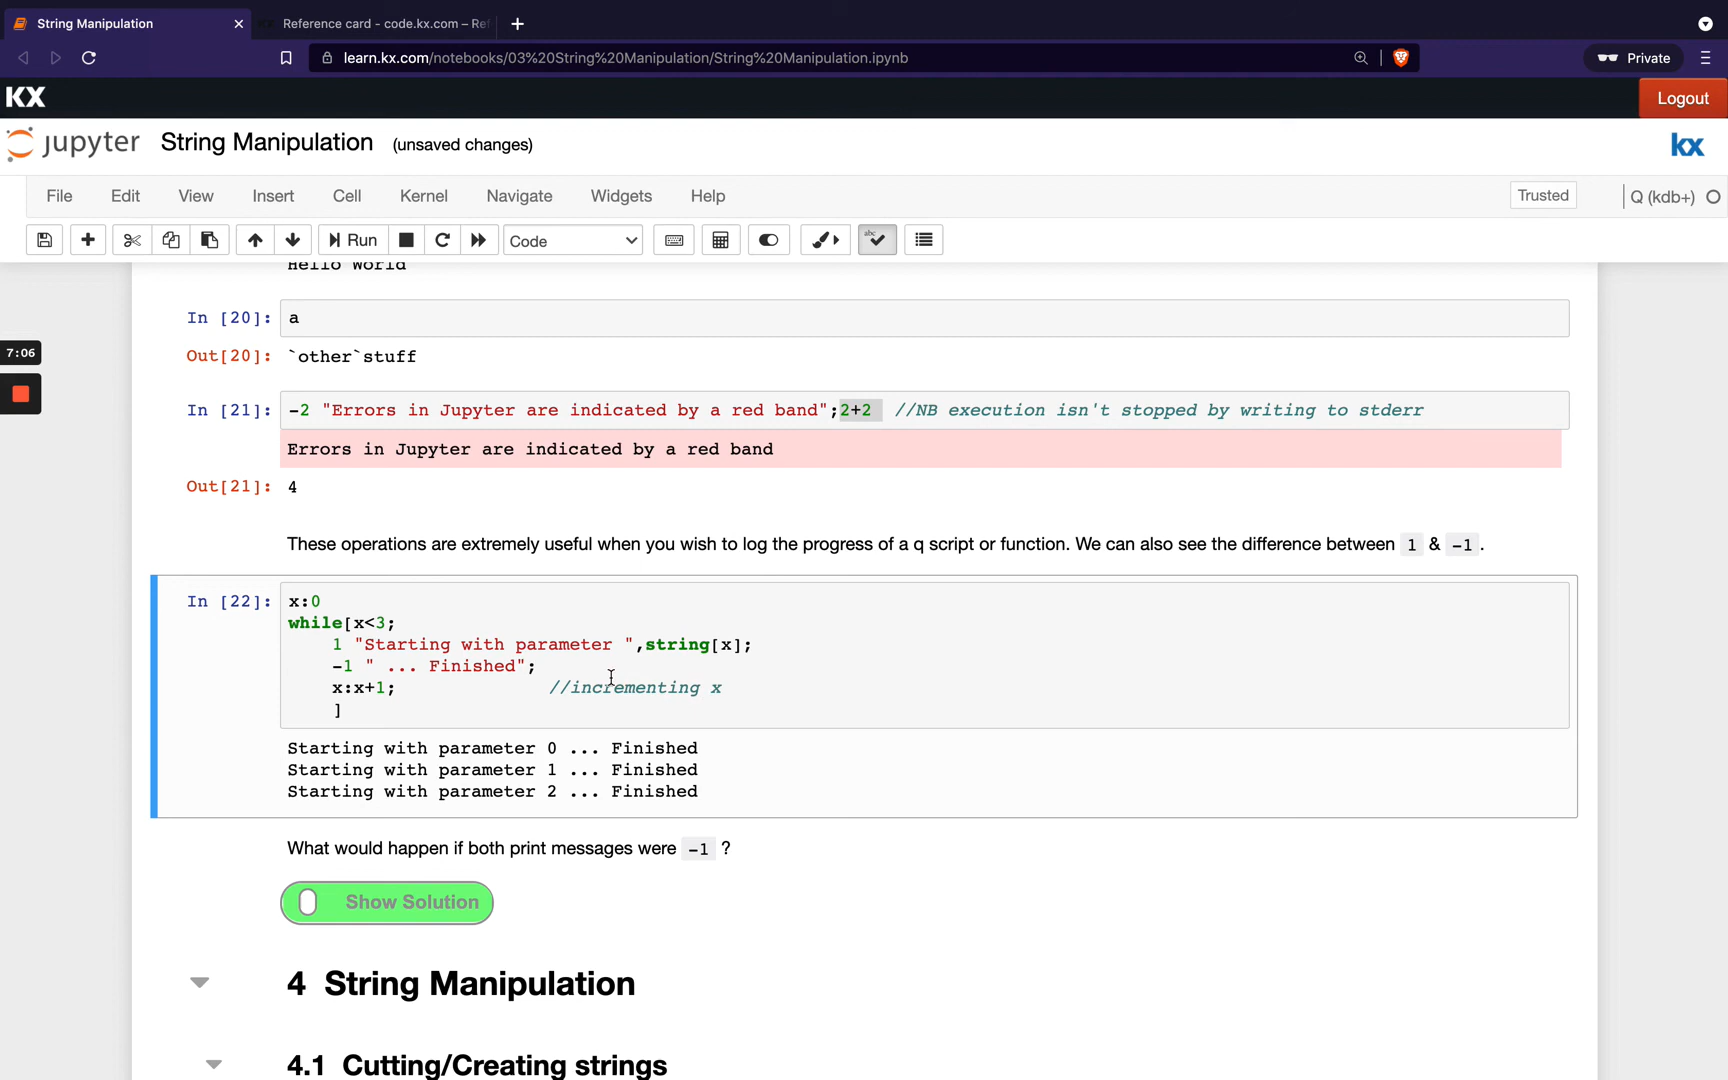 String Manipulation
Reference card - code.kx.com – Ref
learn.kx.com/notebooks/03%20String%20Manipulation/String%20Manipulation.ipynb
Private
KX
Logout
jupyter String Manipulation (unsaved changes)
kx
File Edit View Insert Cell Kernel Navigate Widgets Help
Trusted
Q (kdb+)
Run
Code
abc
Hello World
In [20]: a
7:06
Out[20]: `other`stuff
In [21]: -2 "Errors in Jupyter are indicated by a red band";2+2 //NB execution isn't stopped by writing to stderr
Errors in Jupyter are indicated by a red band
Out[21]: 4
These operations are extremely useful when you wish to log the progress of a q script or function. We can also see the difference between 1 & -1 .
In [22]: x:0
while[x<3;
1 "Starting with parameter ",string[x];
-1 " ... Finished";
x:x+1; //incrementing x
]
Starting with parameter 0 ... Finished
Starting with parameter 1 ... Finished
Starting with parameter 2 ... Finished
What would happen if both print messages were -1 ?
Show Solution
4 String Manipulation
4.1 Cutting/Creating strings